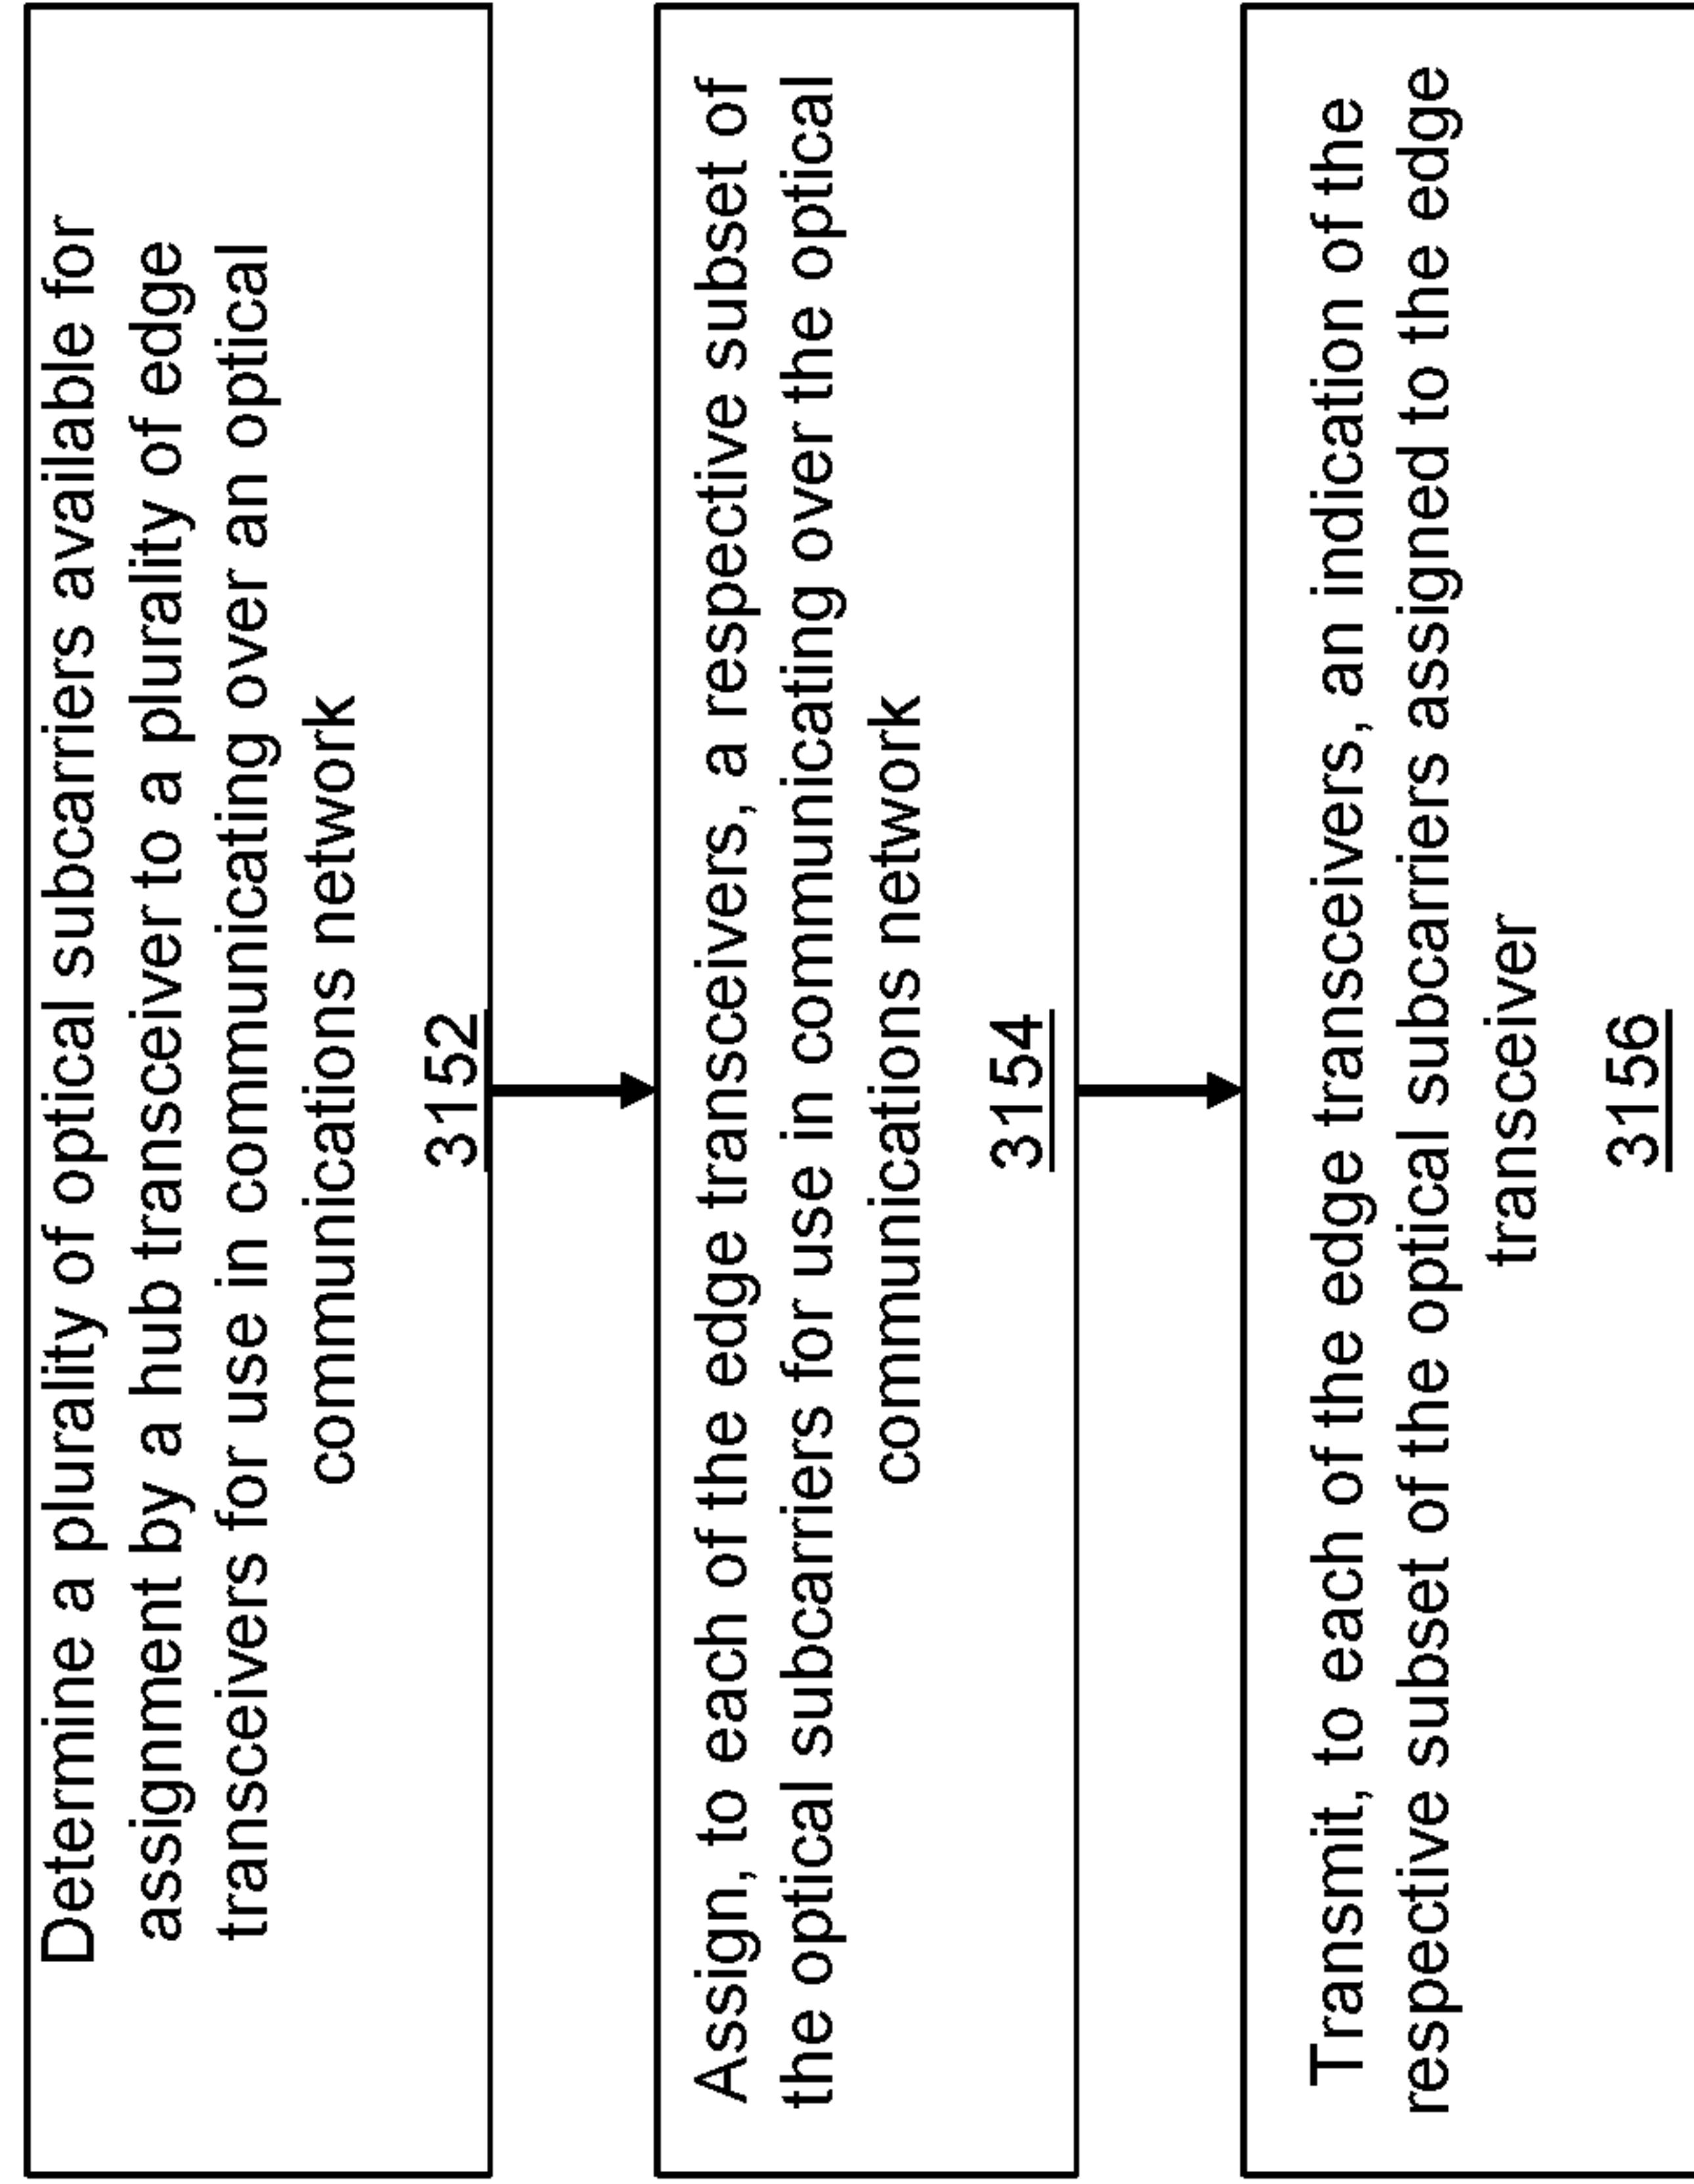 Determine a plurality of optical subcarriers available for
assignment by a hub transceiver to a plurality of edge
transceivers for use in communicating over an optical
communications network
3152
Assign, to each of the edge transceivers, a respective subset of
the optical subcarriers for use in communicating over the optical
communications network
3154
Transmit, to each of the edge transceivers, an indication of the
respective subset of the optical subcarriers assigned to the edge
transceiver
3156